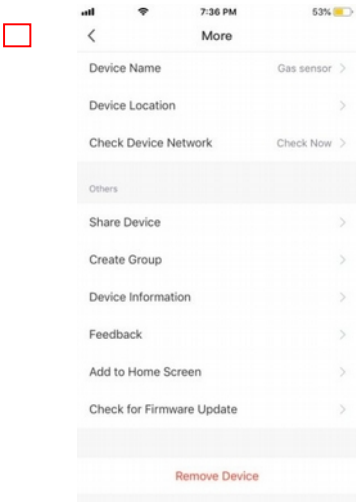 7:36 PM 53%
More
Device Name Gas sensor
Device Location
Check Device Network Check Now
Others
Share Device
Create Group
Device Information
Feedback
Add to Home Screen
Check for Firmware Update
Remove Device